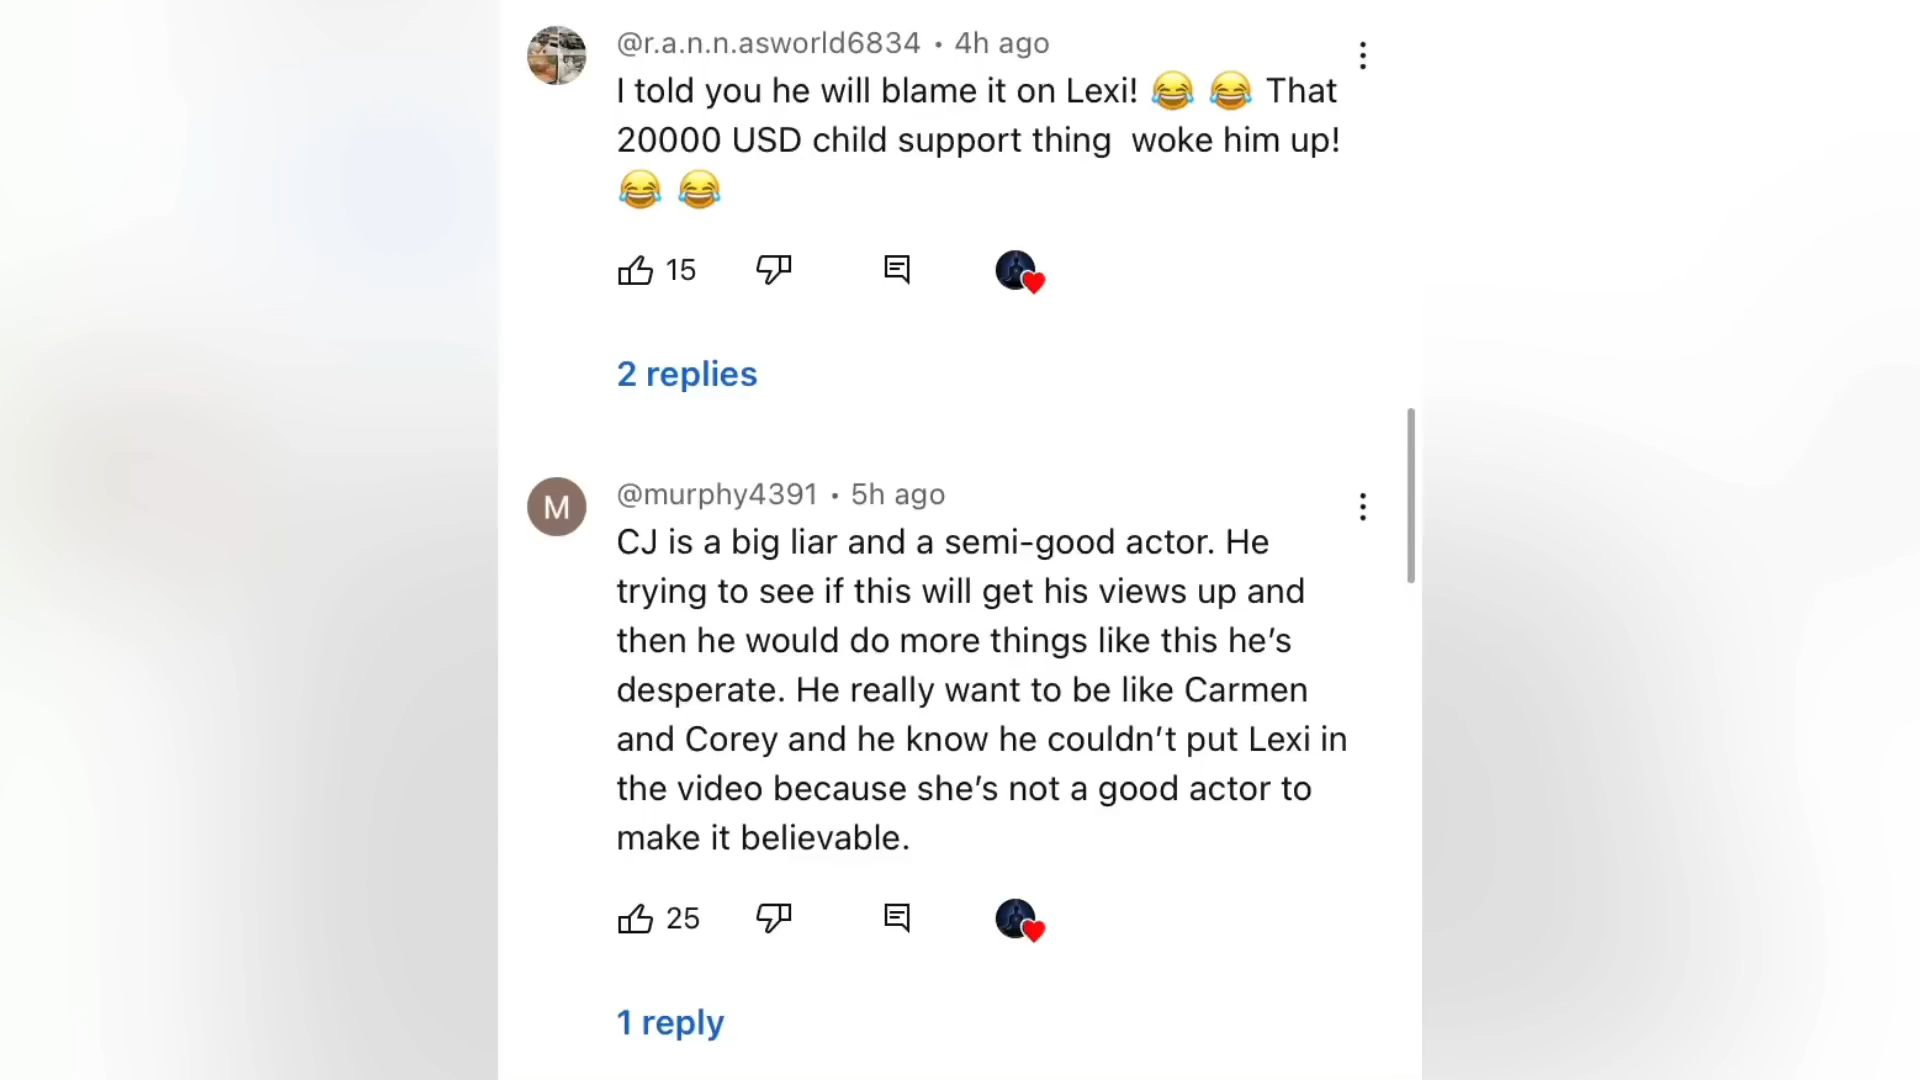 @r.a.n.n.asworld6834 • 4h ago
I told you he will blame it on Lexi! 😂 😂 That
20000 USD child support thing woke him up!
😂 😂
15
2 replies
M
@murphy4391 • 5h ago
CJ is a big liar and a semi-good actor. He
trying to see if this will get his views up and
then he would do more things like this he’s
desperate. He really want to be like Carmen
and Corey and he know he couldn’t put Lexi in
the video because she’s not a good actor to
make it believable.
25
1 reply